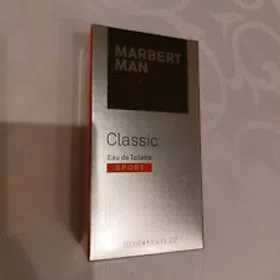 MARBERT
MAN
Classic
Eau de Toilette
SPORT